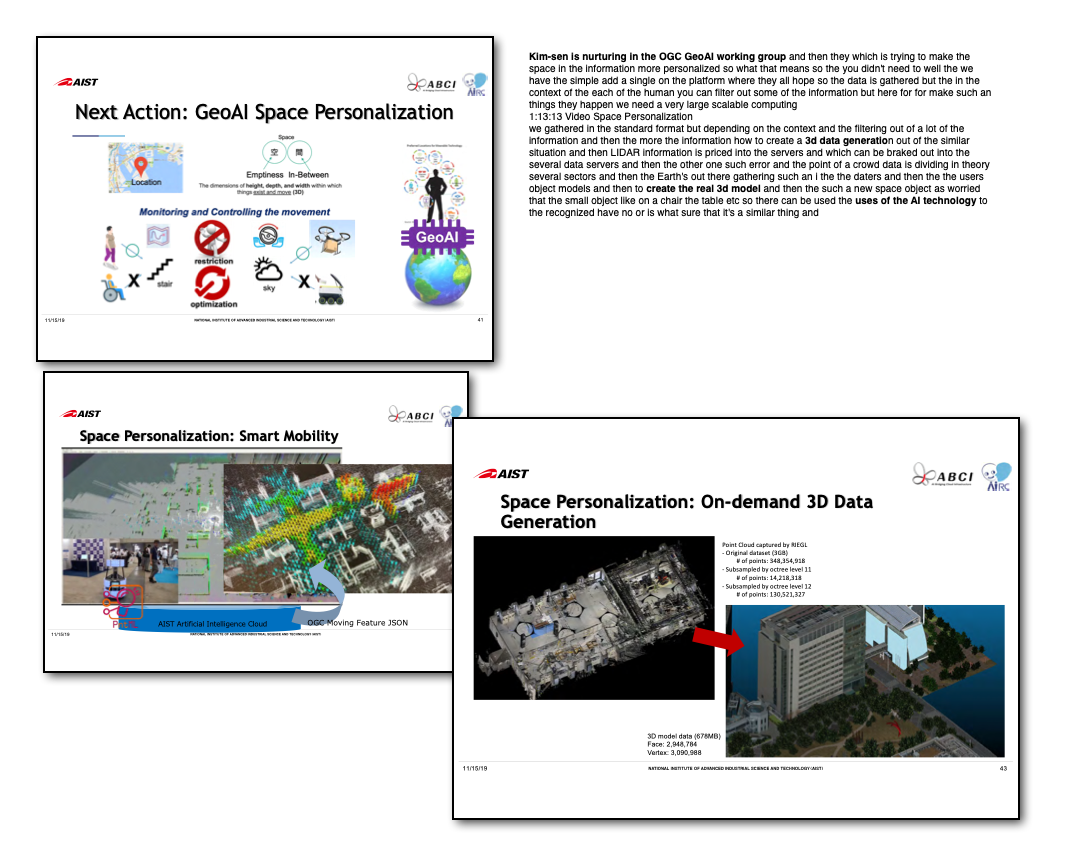 AIST
ABCI
AIRC
Next Action: GeoAI Space Personalization
Location
Space
空 間
Emptiness In-Between
The dimensions of height, depth, and width within which
things exist and move (3D)
Monitoring and Controlling the movement
X
stair
restriction
optimization
sky
X
GeoAI
11/15/19
NATIONAL INSTITUTE OF ADVANCED INDUSTRIAL SCIENCE AND TECHNOLOGY (AIST)
41
Kim-sen is nurturing in the OGC GeoAI working group and then they which is trying to make the
space in the information more personalized so what that means so the you didn't need to well the we
have the simple add a single on the platform where they all hope so the data is gathered but the in the
context of the each of the human you can filter out some of the information but here for for make such an
things they happen we need a very large scalable computing
1:13:13 Video Space Personalization
we gathered in the standard format but depending on the context and the filtering out of a lot of the
information and then the more the information how to create a 3d data generation out of the similar
situation and then LIDAR information is priced into the servers and which can be braked out into the
several data servers and then the other one such error and the point of a crowd data is dividing in theory
several sectors and then the Earth's out there gathering such an i the the daters and then the the users
object models and then to create the real 3d model and then the such a new space object as worried
that the small object like on a chair the table etc so there can be used the uses of the AI technology to
the recognized have no or is what sure that it's a similar thing and
AIST
ABCI
Space Personalization: Smart Mobility
AIST Artificial Intelligence Cloud
OGC Moving Feature JSON
11/15/19
NATIONAL INSTITUTE OF ADVANCED INDUSTRIAL SCIENCE AND TECHNOLOGY (AIST)
AIST
ABCI
AIRC
Space Personalization: On-demand 3D Data
Generation
Point Cloud captured by RIEGL
- Original dataset (3GB)
# of points: 348,354,918
- Subsampled by octree level 11
# of points: 14,218,318
- Subsampled by octree level 12
# of points: 130,521,327
3D model data (678MB)
Face: 2,948,784
Vertex: 3,090,988
11/15/19
NATIONAL INSTITUTE OF ADVANCED INDUSTRIAL SCIENCE AND TECHNOLOGY (AIST)
43